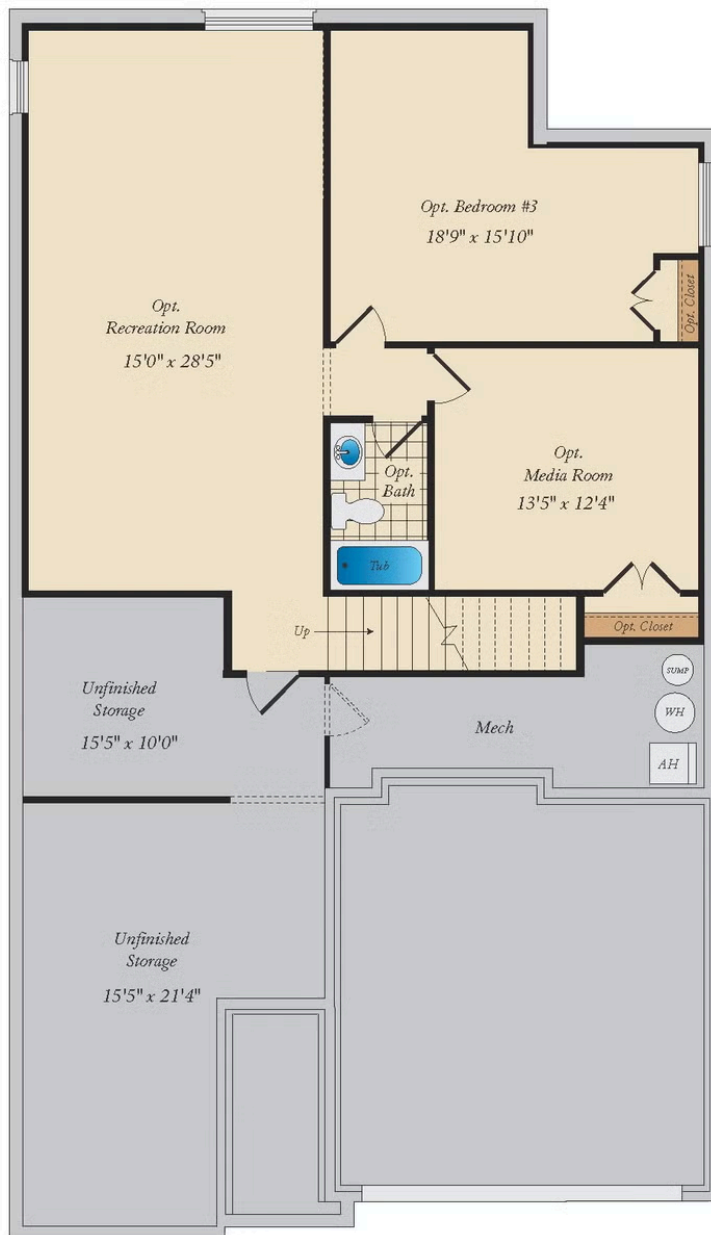 Opt. Bedroom #3
18'9" x 15'10"
Opt. Closet
Opt.
Recreation Room
15'0" x 28'5"
Opt.
Bath
Tub
Opt.
Media Room
13'5" x 12'4"
Up
Opt. Closet
Unfinished
Storage
15'5" x 10'0"
Mech
SUMP
WH
AH
Unfinished
Storage
15'5" x 21'4"